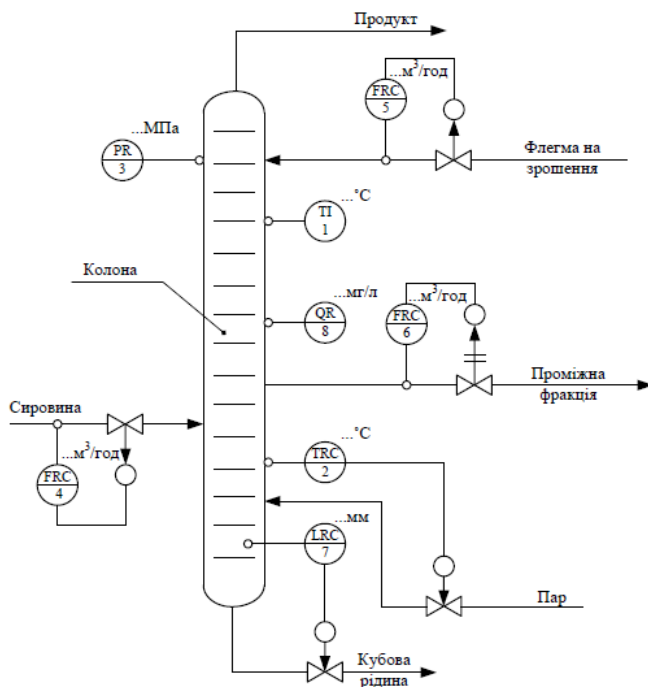 Продукт
...м³/год
FRC
5
...МПа
PR
3
Флегма на
зрошення
...°С
TI
1
Колона
...мг/л
QR
8
...м³/год
FRC
6
Проміжна
фракція
Сировина
...м³/год
FRC
4
...°С
TRC
2
...мм
LRC
7
Пар
Кубова
рідина